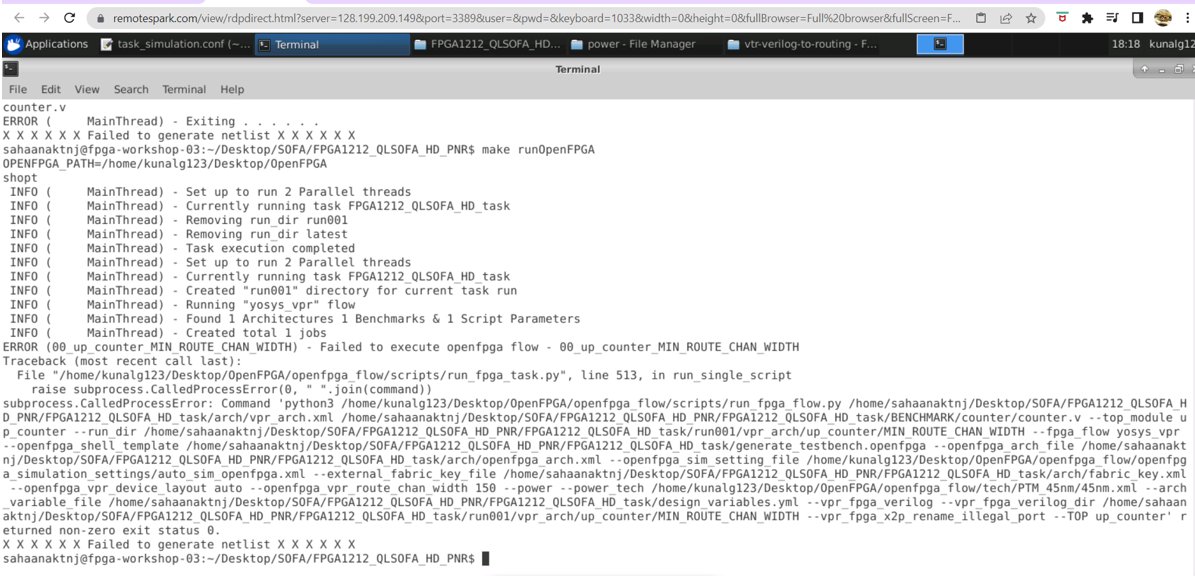 remotespark.com/view/rdpdirect.html?server=128.199.209.149&port=3389&user=&pwd=&keyboard=1033&width=0&height=0&fullBrowser=Full%20browser&fullScreen=F...
Applications task_simulation.conf (~... Terminal FPGA1212_QLSOFA_HD... power - File Manager vtr-verilog-to-routing - F... 18:18 kunalg12
Terminal
File Edit View Search Terminal Help
counter.v
ERROR (     MainThread) - Exiting . . . . . .
X X X X X X Failed to generate netlist X X X X X X
sahaanaktnj@fpga-workshop-03:~/Desktop/SOFA/FPGA1212_QLSOFA_HD_PNR$ make runOpenFPGA
OPENFPGA_PATH=/home/kunalg123/Desktop/OpenFPGA
shopt
 INFO (     MainThread) - Set up to run 2 Parallel threads
 INFO (     MainThread) - Currently running task FPGA1212_QLSOFA_HD_task
 INFO (     MainThread) - Removing run_dir run001
 INFO (     MainThread) - Removing run_dir latest
 INFO (     MainThread) - Task execution completed
 INFO (     MainThread) - Set up to run 2 Parallel threads
 INFO (     MainThread) - Currently running task FPGA1212_QLSOFA_HD_task
 INFO (     MainThread) - Created "run001" directory for current task run
 INFO (     MainThread) - Running "yosys_vpr" flow
 INFO (     MainThread) - Found 1 Architectures 1 Benchmarks & 1 Script Parameters
 INFO (     MainThread) - Created total 1 jobs
ERROR (00_up_counter_MIN_ROUTE_CHAN_WIDTH) - Failed to execute openfpga flow - 00_up_counter_MIN_ROUTE_CHAN_WIDTH
Traceback (most recent call last):
  File "/home/kunalg123/Desktop/OpenFPGA/openfpga_flow/scripts/run_fpga_task.py", line 513, in run_single_script
    raise subprocess.CalledProcessError(0, " ".join(command))
subprocess.CalledProcessError: Command 'python3 /home/kunalg123/Desktop/OpenFPGA/openfpga_flow/scripts/run_fpga_flow.py /home/sahaanaktnj/Desktop/SOFA/FPGA1212_QLSOFA_H
D_PNR/FPGA1212_QLSOFA_HD_task/arch/vpr_arch.xml /home/sahaanaktnj/Desktop/SOFA/FPGA1212_QLSOFA_HD_PNR/FPGA1212_QLSOFA_HD_task/BENCHMARK/counter/counter.v --top_module u
p_counter --run_dir /home/sahaanaktnj/Desktop/SOFA/FPGA1212_QLSOFA_HD_PNR/FPGA1212_QLSOFA_HD_task/run001/vpr_arch/up_counter/MIN_ROUTE_CHAN_WIDTH --fpga_flow yosys_vpr
--openfpga_shell_template /home/sahaanaktnj/Desktop/SOFA/FPGA1212_QLSOFA_HD_PNR/FPGA1212_QLSOFA_HD_task/generate_testbench.openfpga --openfpga_arch_file /home/sahaanakt
nj/Desktop/SOFA/FPGA1212_QLSOFA_HD_PNR/FPGA1212_QLSOFA_HD_task/arch/openfpga_arch.xml --openfpga_sim_setting_file /home/kunalg123/Desktop/OpenFPGA/openfpga_flow/openfpg
a_simulation_settings/auto_sim_openfpga.xml --external_fabric_key_file /home/sahaanaktnj/Desktop/SOFA/FPGA1212_QLSOFA_HD_PNR/FPGA1212_QLSOFA_HD_task/arch/fabric_key.xml
 --openfpga_vpr_device_layout auto --openfpga_vpr_route_chan_width 150 --power --power_tech /home/kunalg123/Desktop/OpenFPGA/openfpga_flow/tech/PTM_45nm/45nm.xml --arch
_variable_file /home/sahaanaktnj/Desktop/SOFA/FPGA1212_QLSOFA_HD_PNR/FPGA1212_QLSOFA_HD_task/design_variables.yml --vpr_fpga_verilog --vpr_fpga_verilog_dir /home/sahaan
aktnj/Desktop/SOFA/FPGA1212_QLSOFA_HD_PNR/FPGA1212_QLSOFA_HD_task/run001/vpr_arch/up_counter/MIN_ROUTE_CHAN_WIDTH --vpr_fpga_x2p_rename_illegal_port --TOP up_counter' r
eturned non-zero exit status 0.
X X X X X X Failed to generate netlist X X X X X X
sahaanaktnj@fpga-workshop-03:~/Desktop/SOFA/FPGA1212_QLSOFA_HD_PNR$